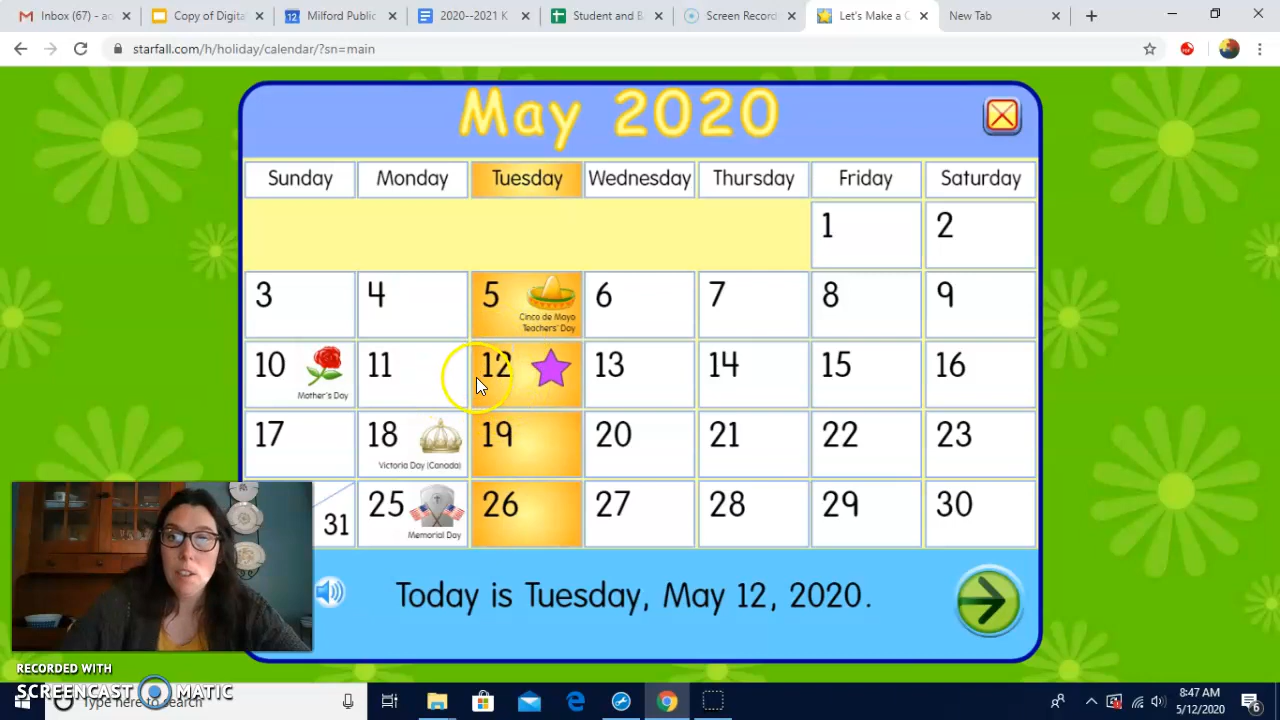 Inbox (67) - ac
Copy of Digita
Milford Public
2020--2021 K
Student and B
Screen Record
Let's Make a C
New Tab
starfall.com/h/holiday/calendar/?sn=main
May 2020
Sunday Monday Tuesday Wednesday Thursday Friday Saturday
1 2
3 4 5 6 7 8 9
Cinco de Mayo
Teachers' Day
10 11 12 13 14 15 16
Mother's Day
17 18 19 20 21 22 23
Victoria Day (Canada)
31 25 26 27 28 29 30
Memorial Day
Today is Tuesday, May 12, 2020.
RECORDED WITH
SCREENCAST MATIC
Type here to search
8:47 AM
5/12/2020
6